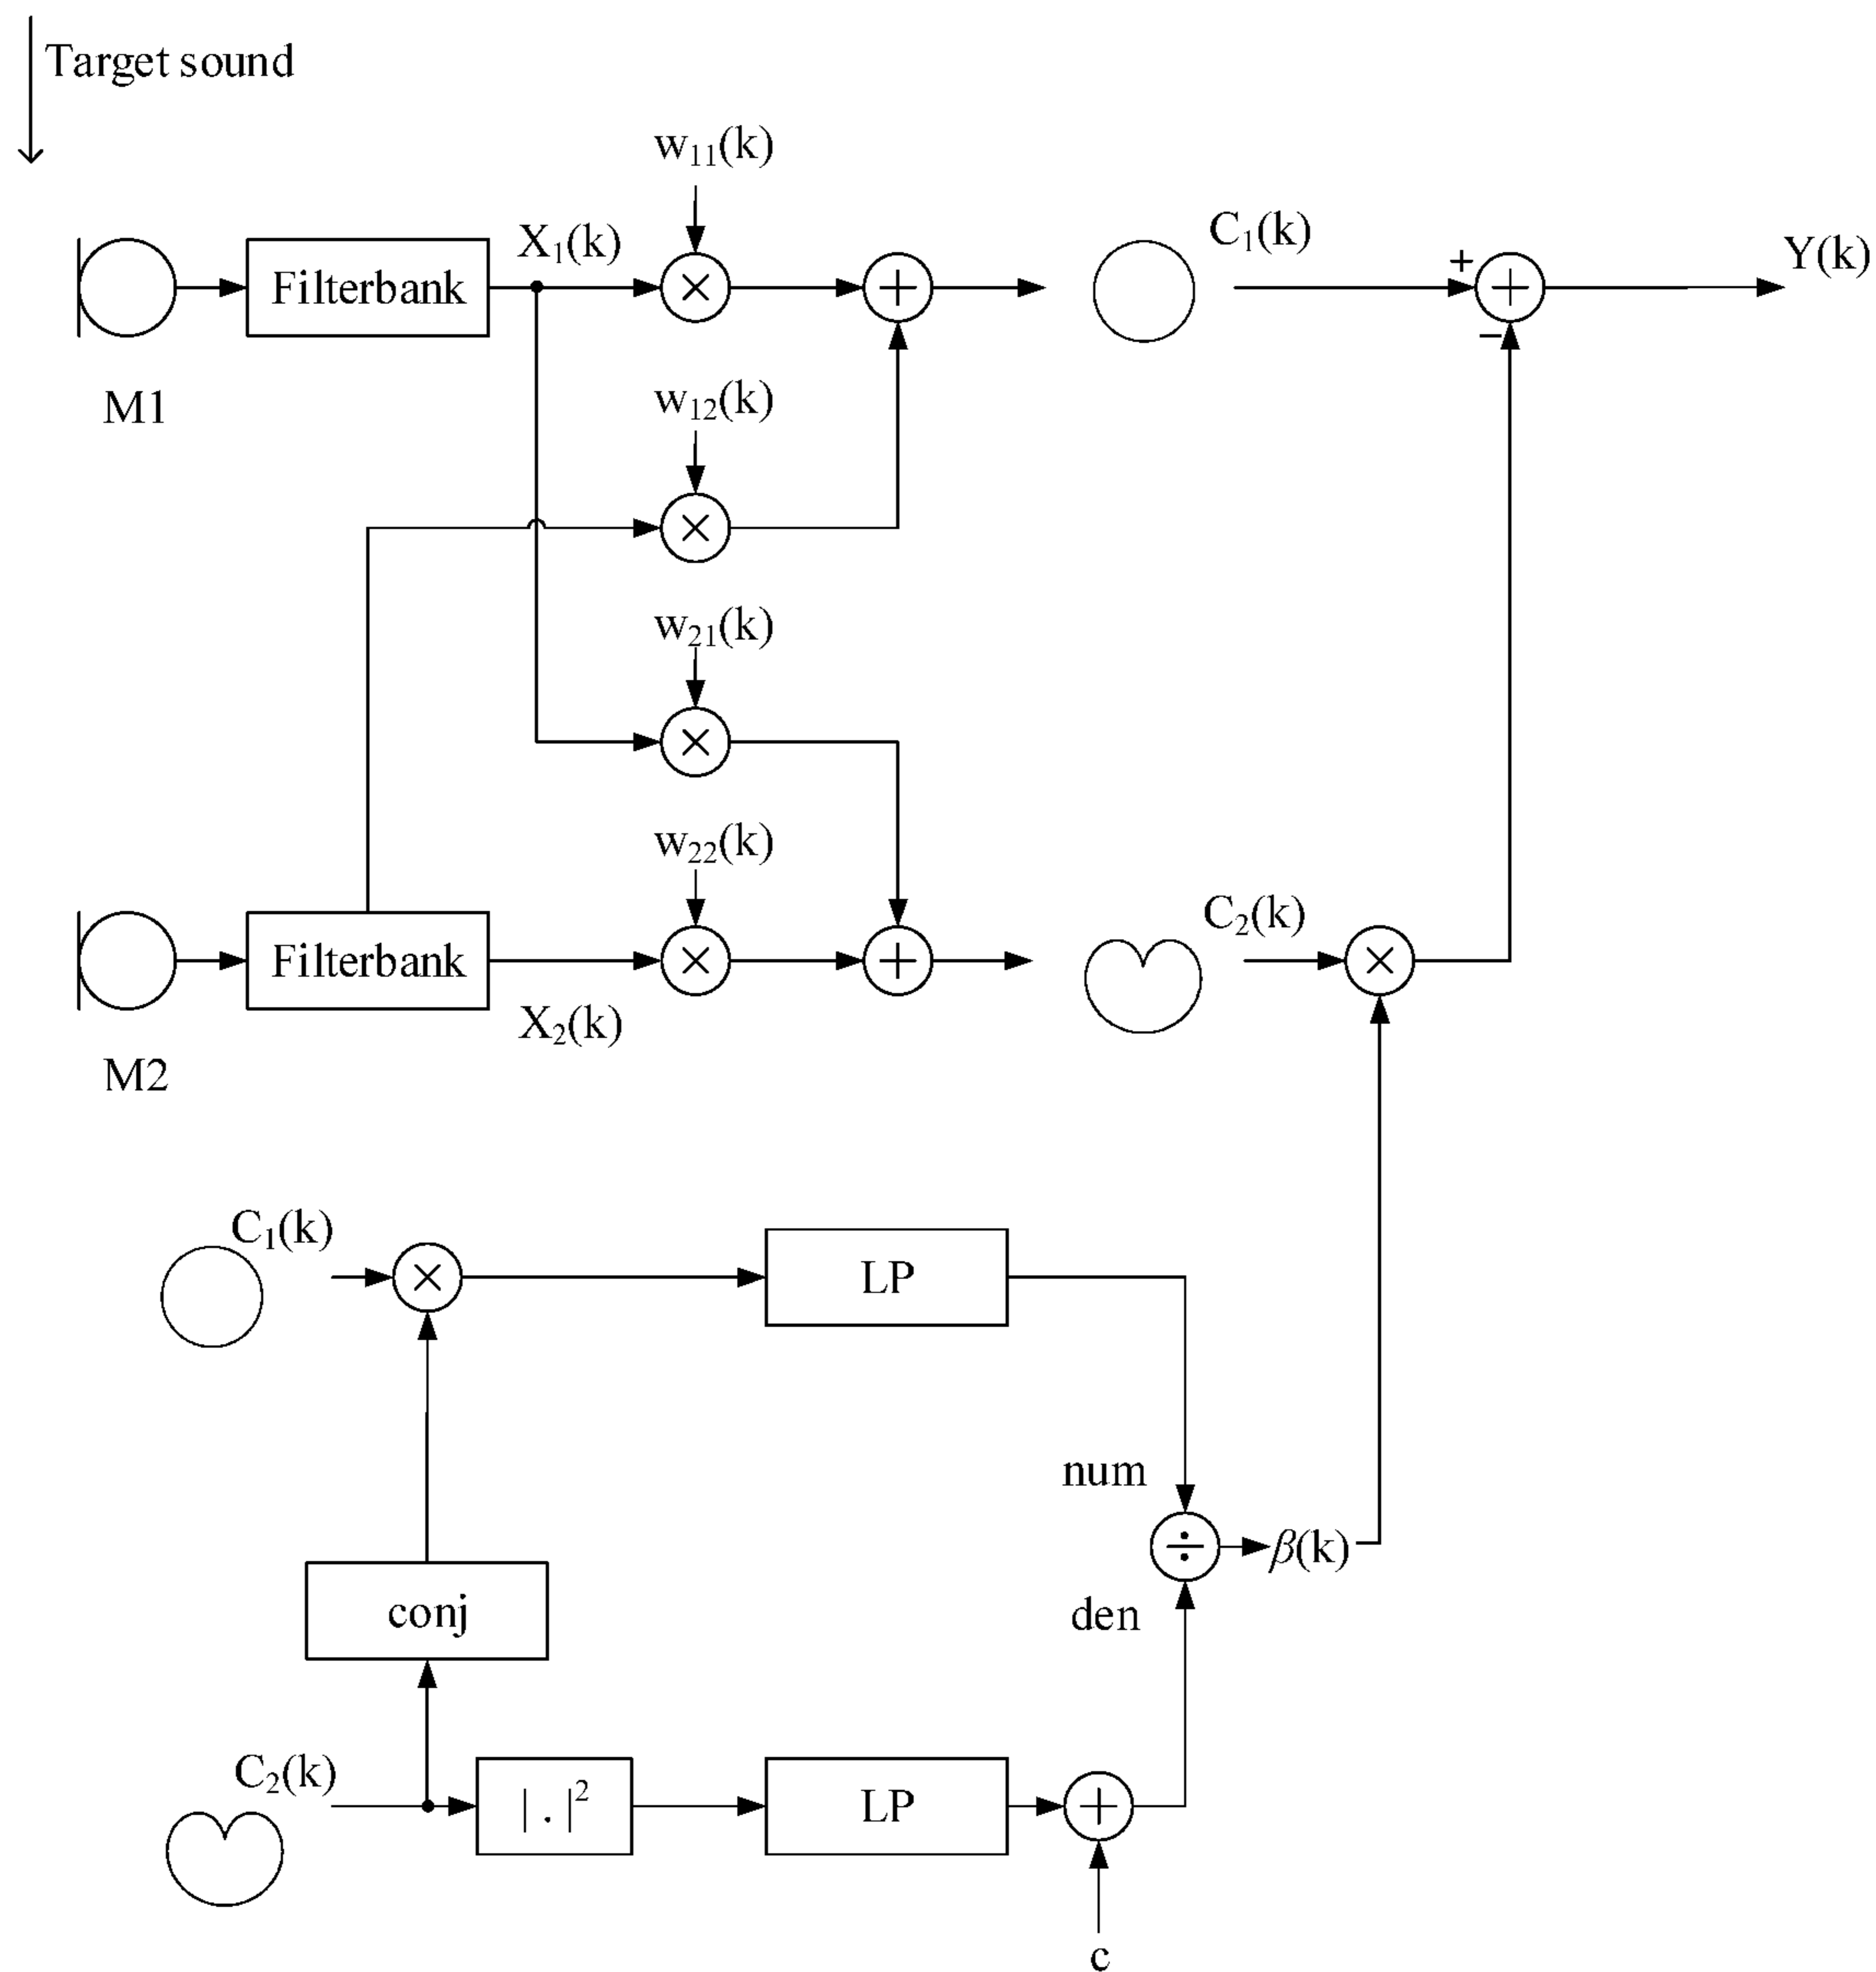 Target sound
w₁₁(k)
X₁(k)
C₁(k)
Y(k)
Filterbank
×
+
+
+
−
M1
w₁₂(k)
×
w₂₁(k)
×
w₂₂(k)
C₂(k)
Filterbank
×
+
×
X₂(k)
M2
C₁(k)
×
LP
num
÷
β(k)
conj
den
C₂(k)
|.|²
LP
+
c